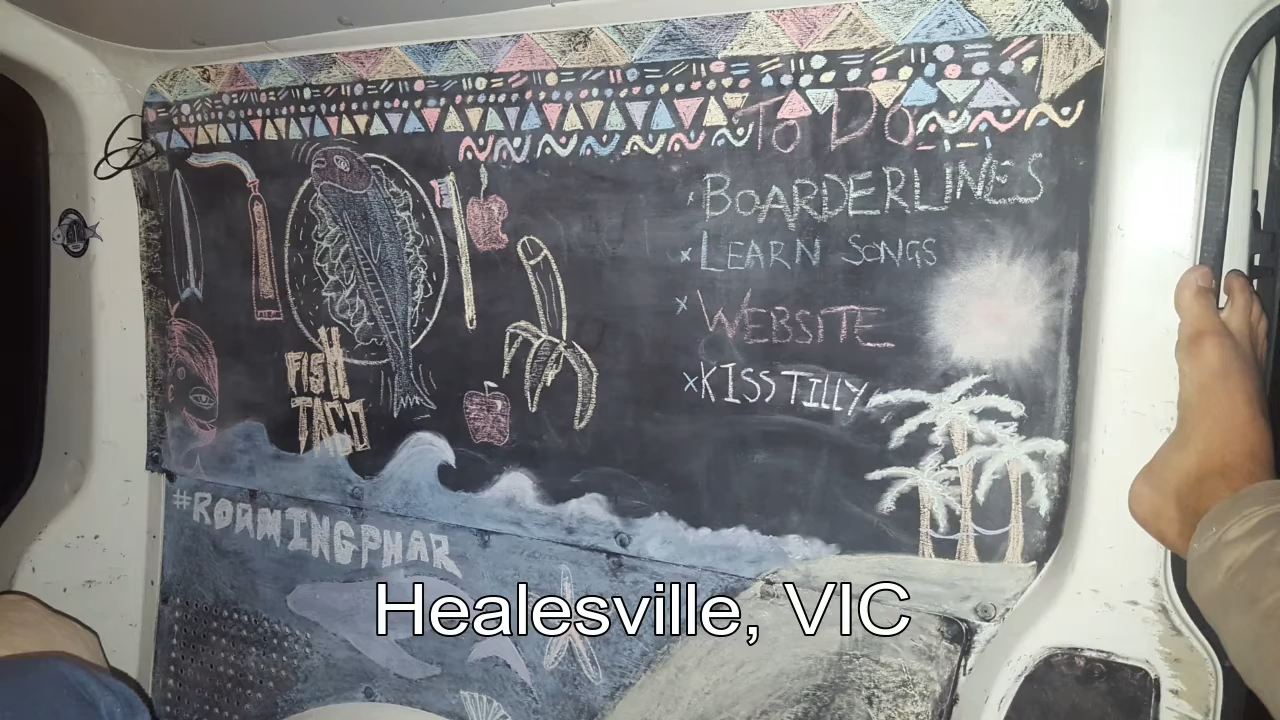 To Do
x BOARDERLINES
x LEARN SONGS
x WEBSITE
x KISS TILLY
FISH
TACO
#ROAMINGPHAR
Healesville, VIC